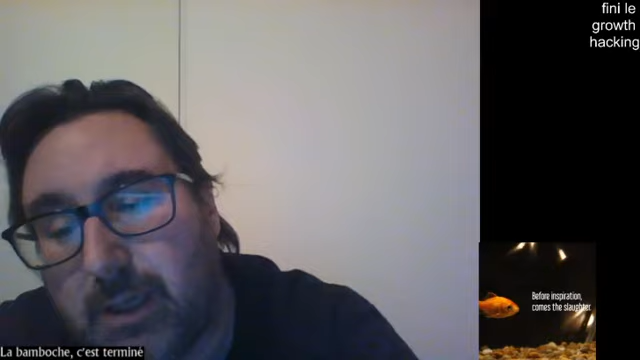 fini le
growth
hacking
Before inspiration,
comes the slaughter.
La bamboche, c'est terminé